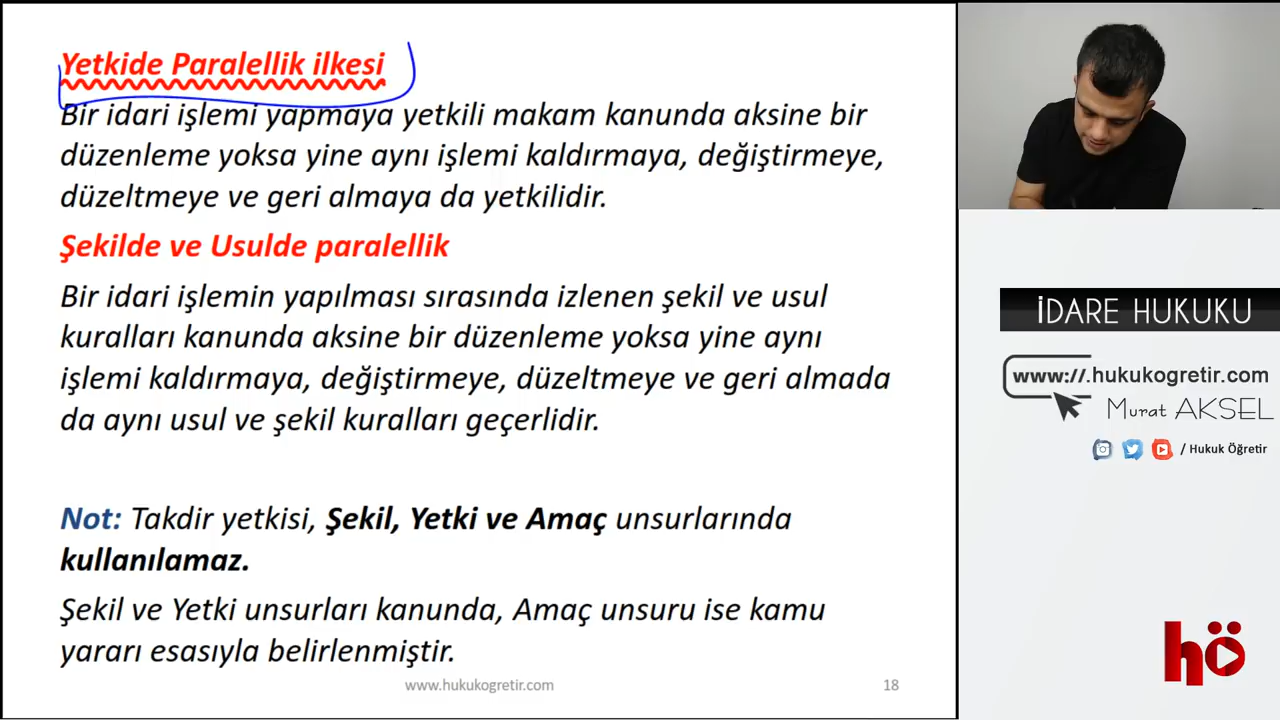 Yetkide Paralellik ilkesi
Bir idari işlemi yapmaya yetkili makam kanunda aksine bir
düzenleme yoksa yine aynı işlemi kaldırmaya, değiştirmeye,
düzeltmeye ve geri almaya da yetkilidir.
Şekilde ve Usulde paralellik
Bir idari işlemin yapılması sırasında izlenen şekil ve usul
kuralları kanunda aksine bir düzenleme yoksa yine aynı
işlemi kaldırmaya, değiştirmeye, düzeltmeye ve geri almada
da aynı usul ve şekil kuralları geçerlidir.
Not: Takdir yetkisi, Şekil, Yetki ve Amaç unsurlarında
kullanılamaz.
Şekil ve Yetki unsurları kanunda, Amaç unsuru ise kamu
yararı esasıyla belirlenmiştir.
www.hukukogretir.com
18
İDARE HUKUKU
www://.hukukogretir.com
Murat AKSEL
/ Hukuk Öğretir
hö